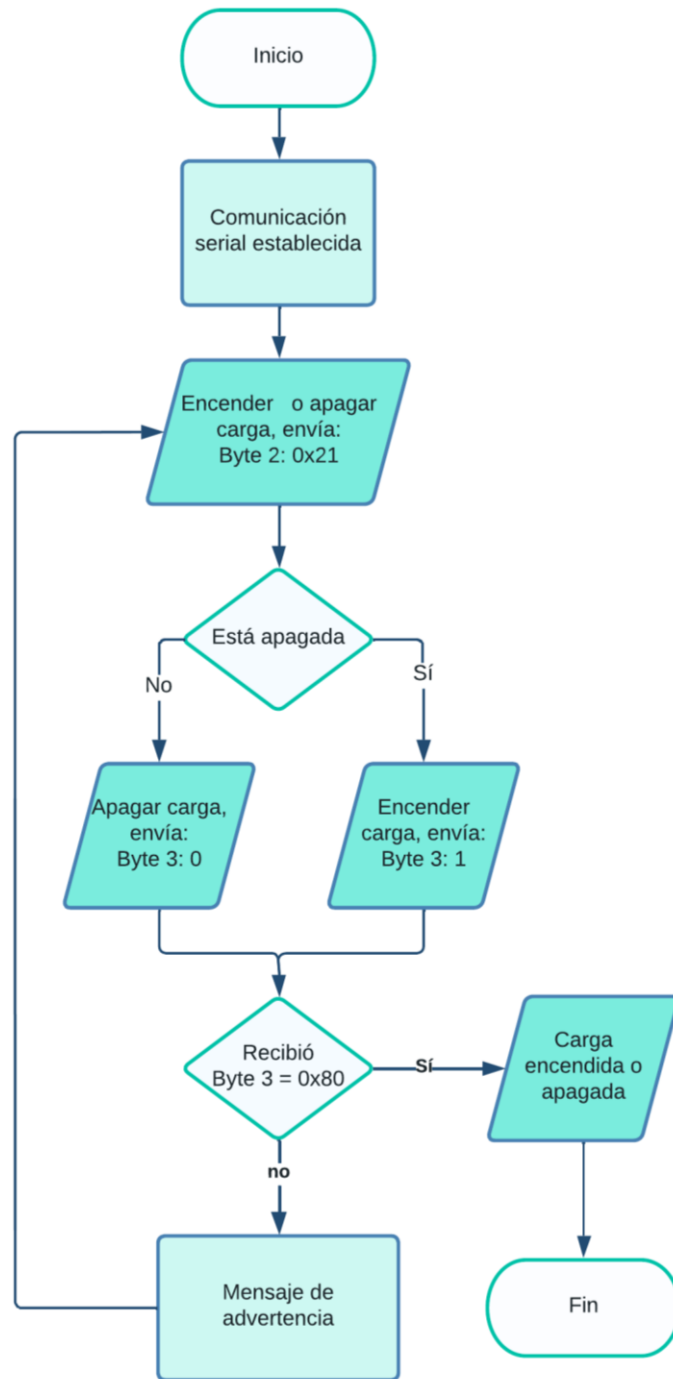 Inicio
Comunicación
serial establecida
Encender o apagar
carga, envía:
Byte 2: 0x21
Está apagada
No
Sí
Apagar carga,
envía:
Byte 3: 0
Encender
carga, envía:
Byte 3: 1
Recibió
Byte 3 = 0x80
Sí
Carga
encendida o
apagada
no
Mensaje de
advertencia
Fin